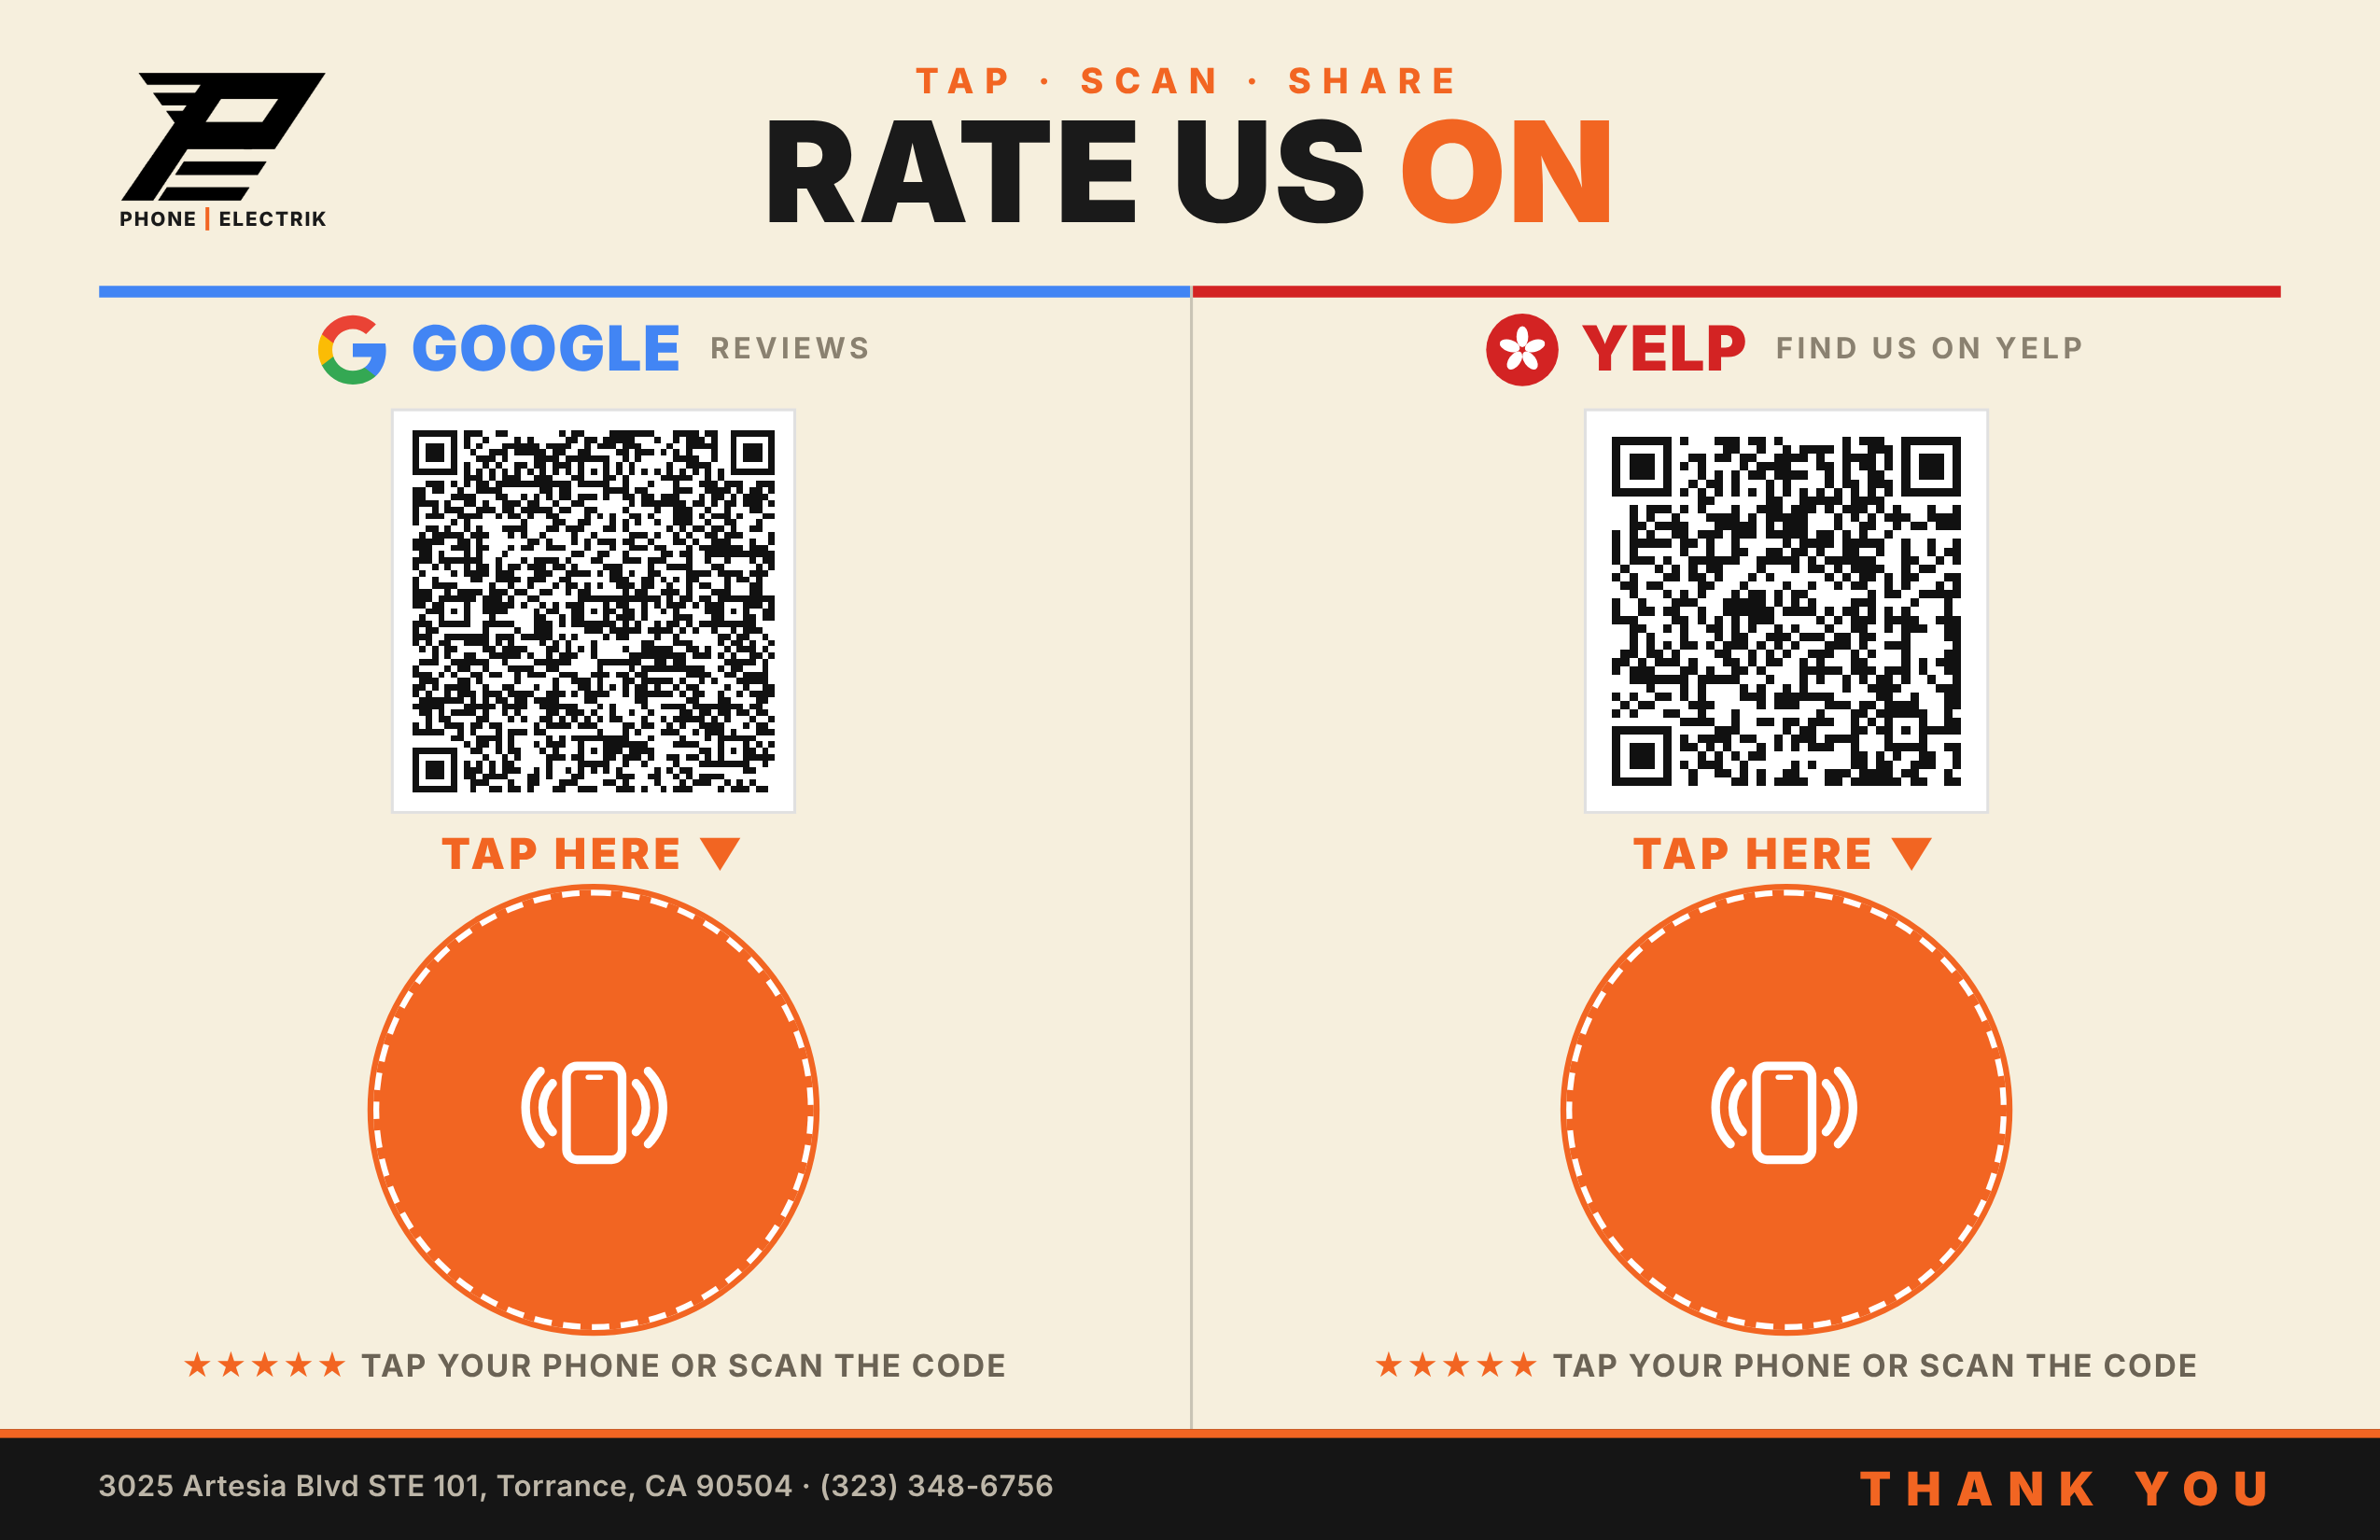 TAP · SCAN · SHARE
RATE US ON
PHONE | ELECTRIK
GOOGLE REVIEWS
TAP HERE ▼
★★★★★ TAP YOUR PHONE OR SCAN THE CODE
YELP FIND US ON YELP
TAP HERE ▼
★★★★★ TAP YOUR PHONE OR SCAN THE CODE
3025 Artesia Blvd STE 101, Torrance, CA 90504 · (323) 348-6756
THANK YOU